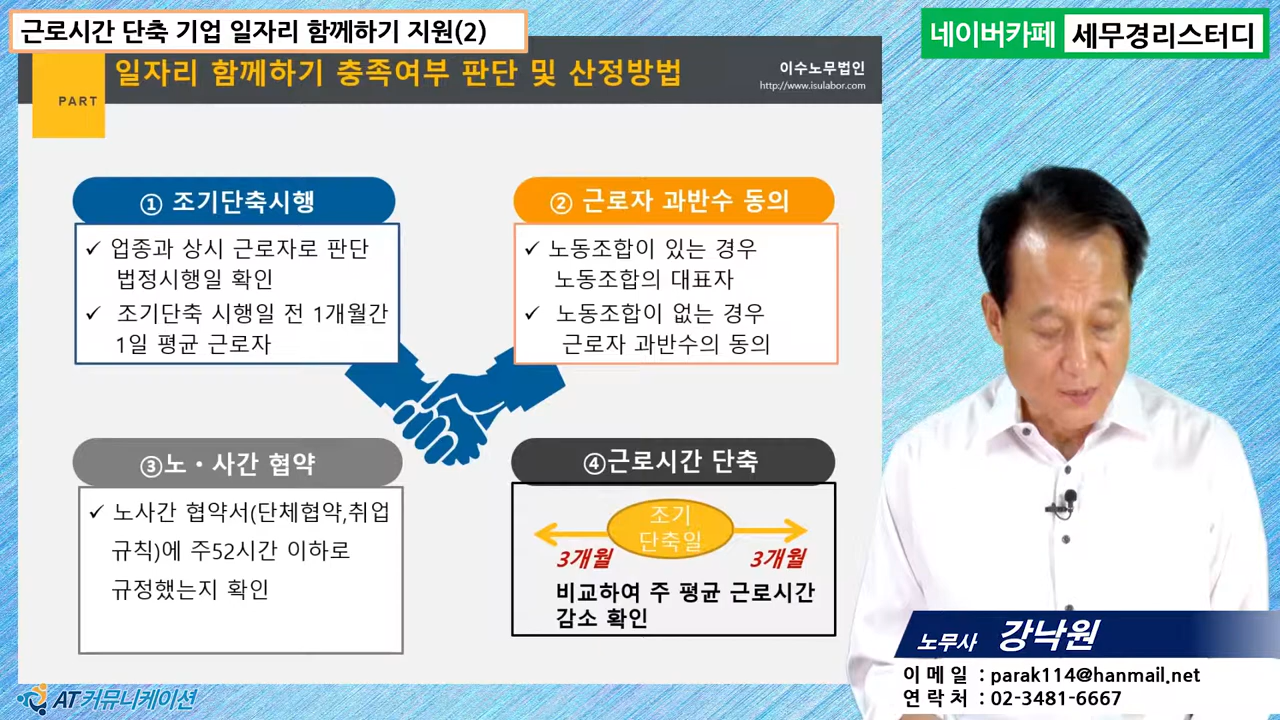 근로시간 단축 기업 일자리 함께하기 지원(2)
네이버카페 세무경리스터디
PART
일자리 함께하기 충족여부 판단 및 산정방법
이수노무법인
http://www.isulabor.com
① 조기단축시행
✓ 업종과 상시 근로자로 판단
법정시행일 확인
✓ 조기단축 시행일 전 1개월간
1일 평균 근로자
② 근로자 과반수 동의
✓ 노동조합이 있는 경우
노동조합의 대표자
✓ 노동조합이 없는 경우
근로자 과반수의 동의
③노・사간 협약
✓ 노사간 협약서(단체협약,취업
규칙)에 주52시간 이하로
규정했는지 확인
④근로시간 단축
조기
단축일
3개월 3개월
비교하여 주 평균 근로시간
감소 확인
노무사 강낙원
이 메 일 : parak114@hanmail.net
연 락 처 : 02-3481-6667
AT커뮤니케이션